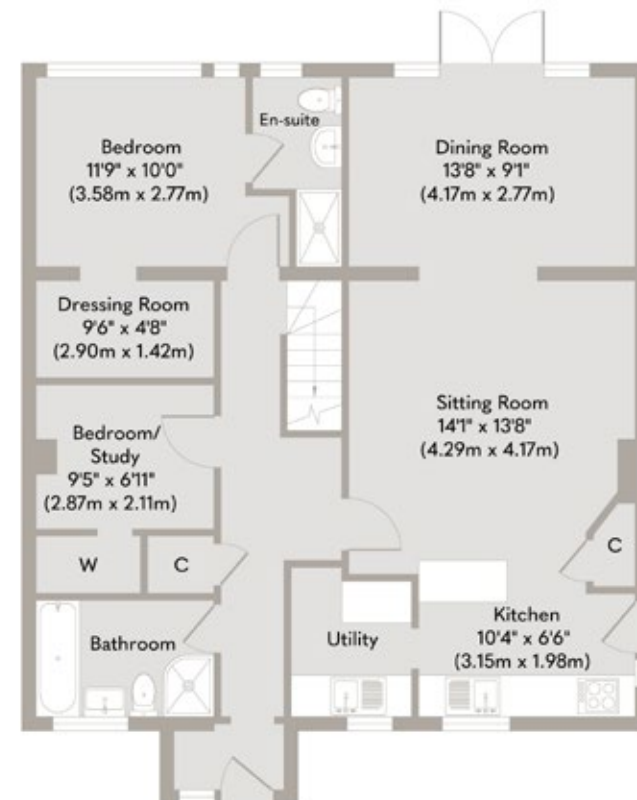 En-suite
Bedroom
11'9" x 10'0"
(3.58m x 2.77m)
Dining Room
13'8" x 9'1"
(4.17m x 2.77m)
Dressing Room
9'6" x 4'8"
(2.90m x 1.42m)
Sitting Room
14'1" x 13'8"
(4.29m x 4.17m)
Bedroom/
Study
9'5" x 6'11"
(2.87m x 2.11m)
W
C
C
Bathroom
Utility
Kitchen
10'4" x 6'6"
(3.15m x 1.98m)